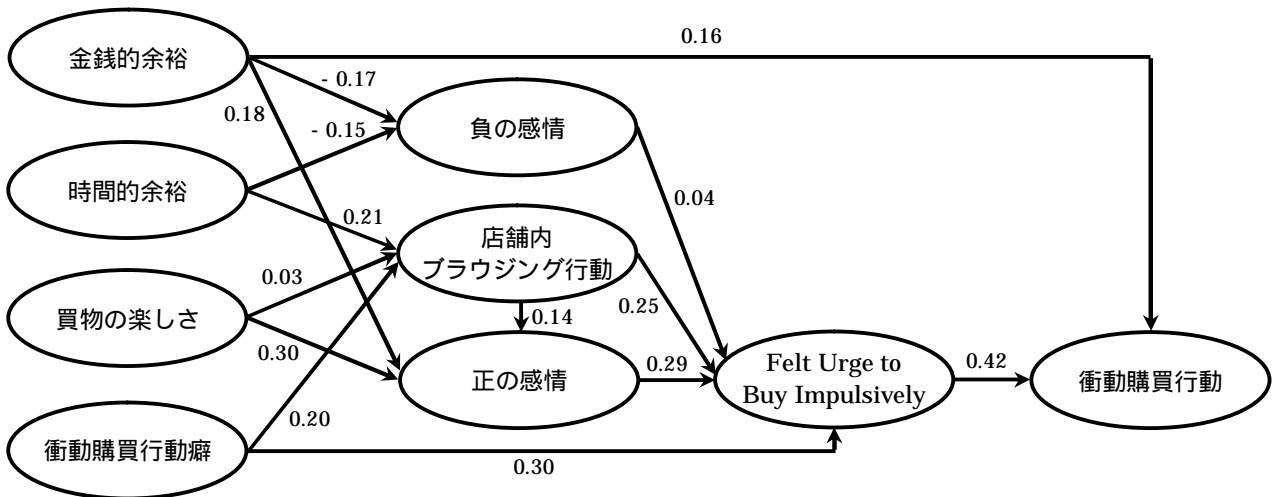 金銭的余裕
0.16
- 0.17
0.18
負の感情
- 0.15
時間的余裕
0.04
0.21
店舗内
ブラウジング行動
0.03
買物の楽しさ
0.25
0.14
0.30
正の感情
0.29
Felt Urge to
Buy Impulsively
0.42
衝動購買行動
0.20
衝動購買行動癖
0.30